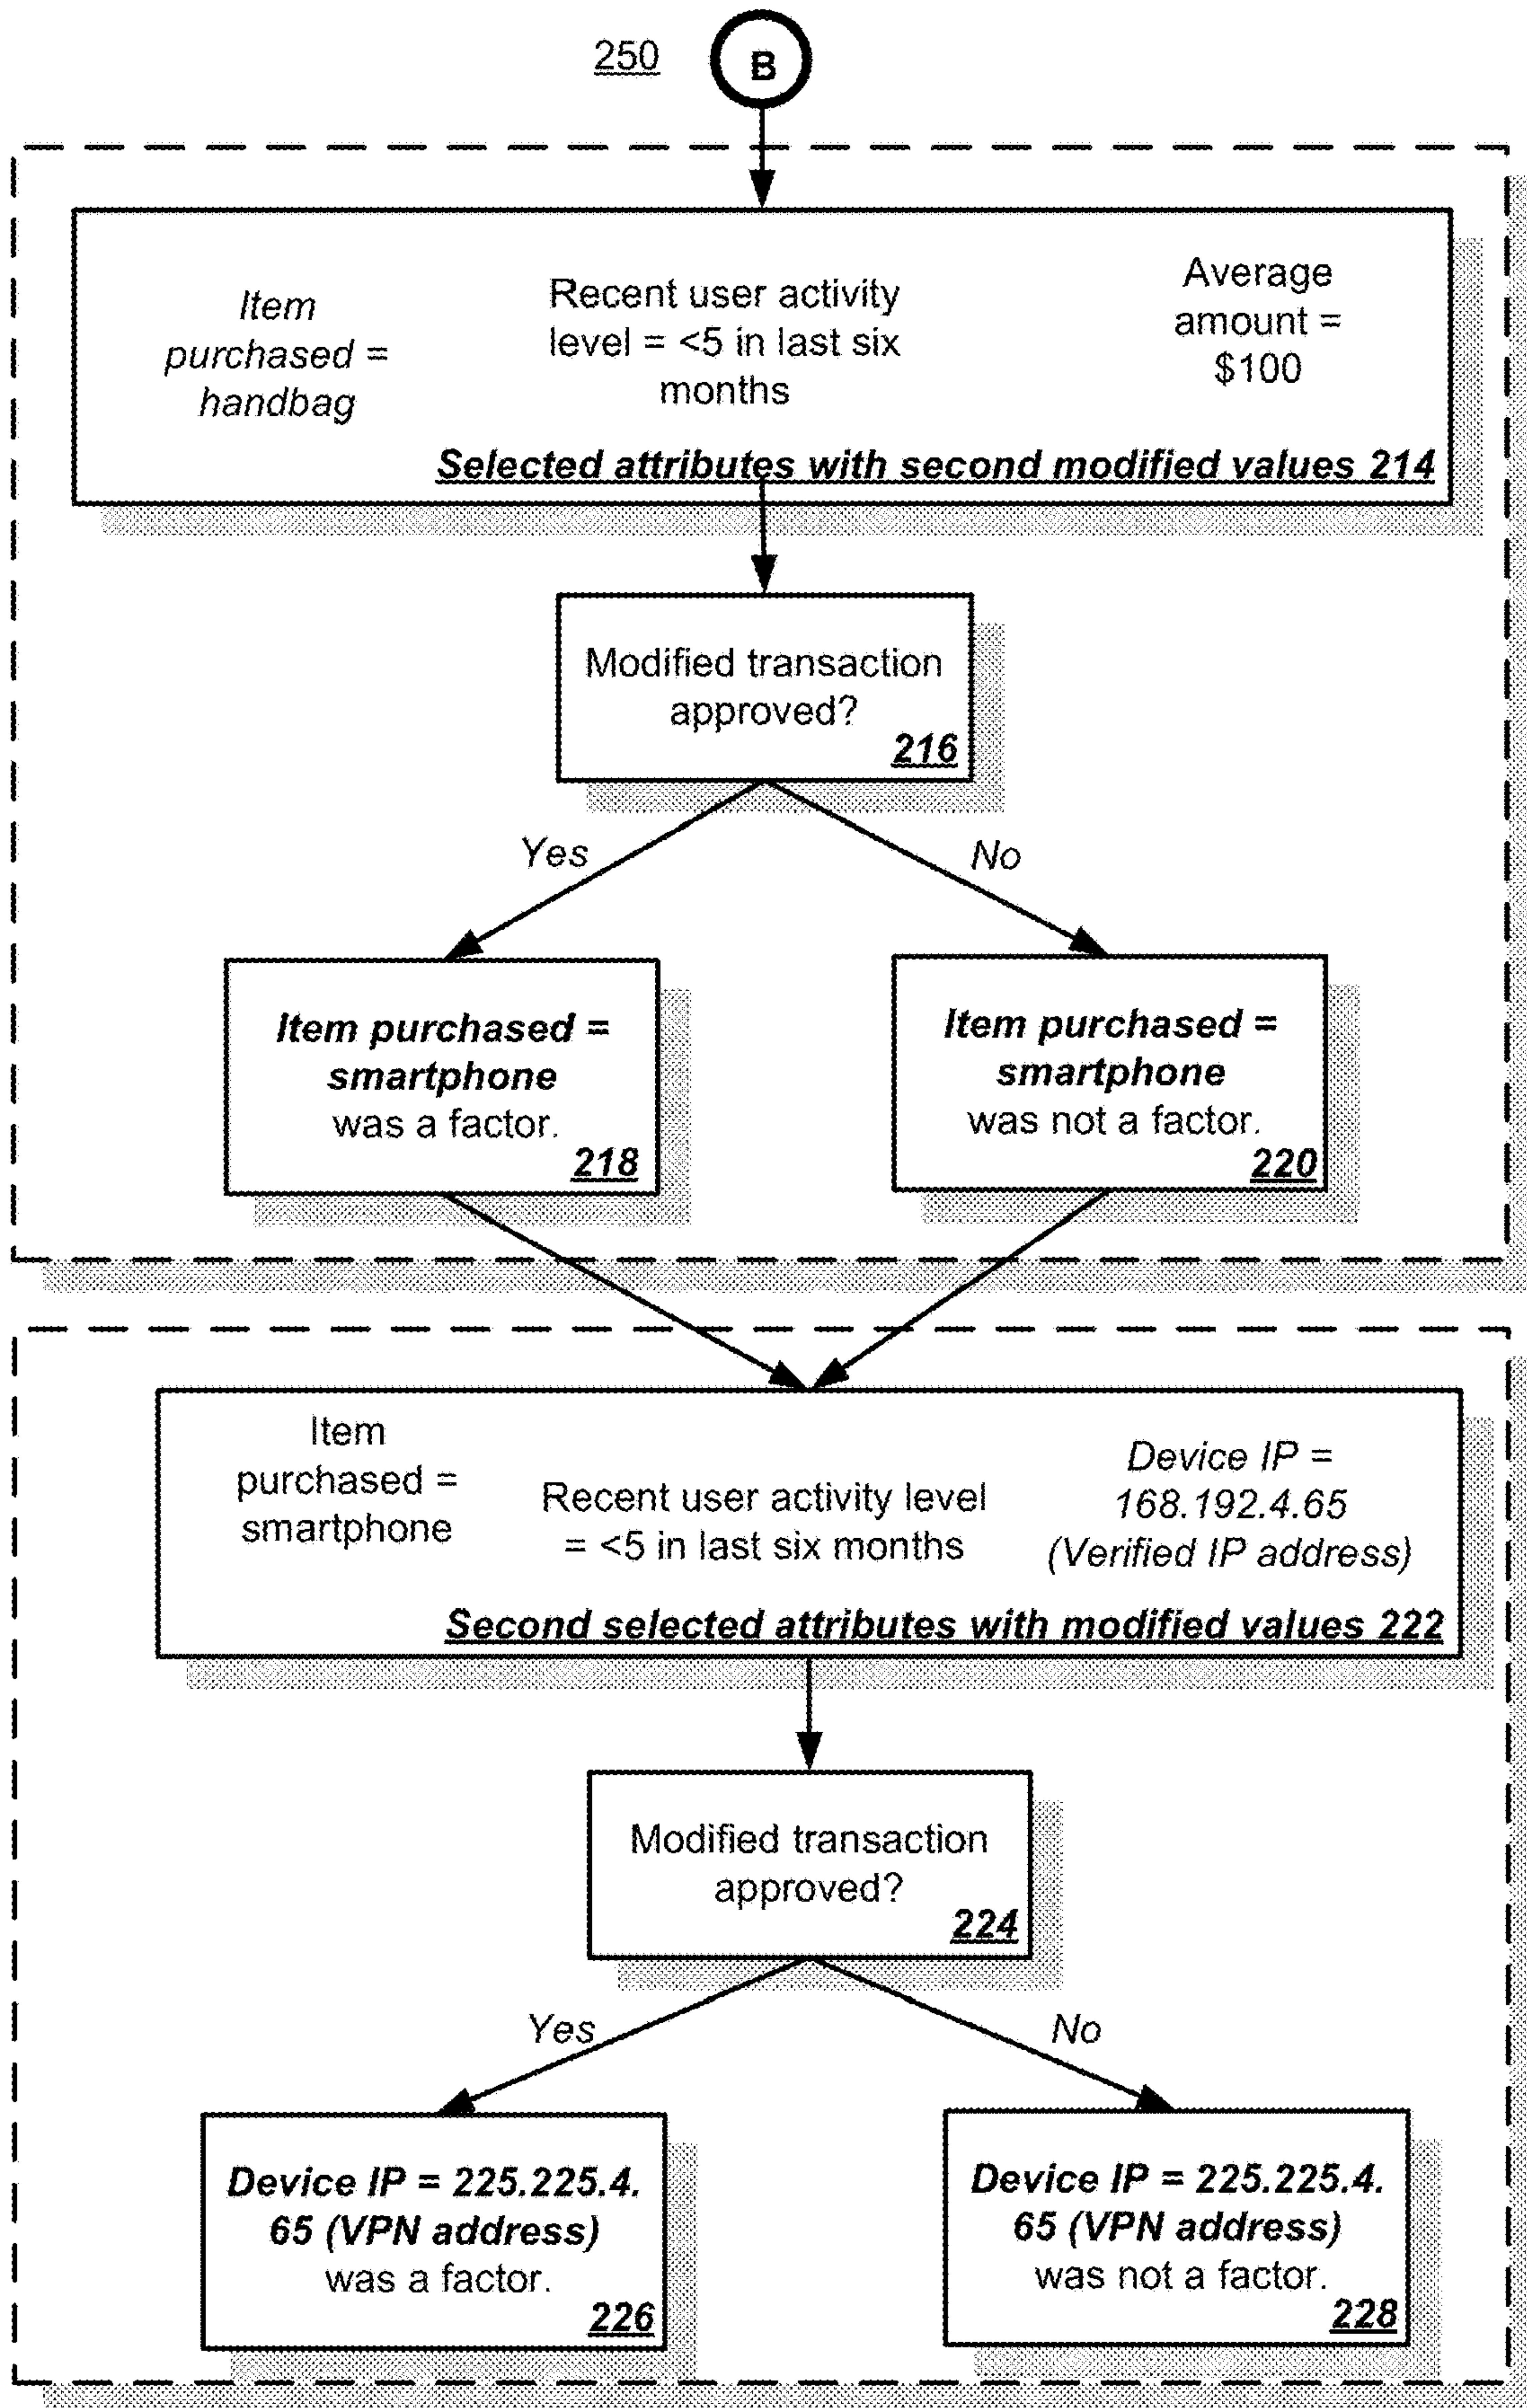 250
B
Item
purchased =
handbag
Recent user activity
level = <5 in last six
months
Average
amount =
$100
Selected attributes with second modified values 214
Modified transaction
approved?
216
Yes
No
Item purchased =
smartphone
was a factor.
218
Item purchased =
smartphone
was not a factor.
220
Item
purchased =
smartphone
Recent user activity level
= <5 in last six months
Device IP =
168.192.4.65
(Verified IP address)
Second selected attributes with modified values 222
Modified transaction
approved?
224
Yes
No
Device IP = 225.225.4.
65 (VPN address)
was a factor.
226
Device IP = 225.225.4.
65 (VPN address)
was not a factor.
228